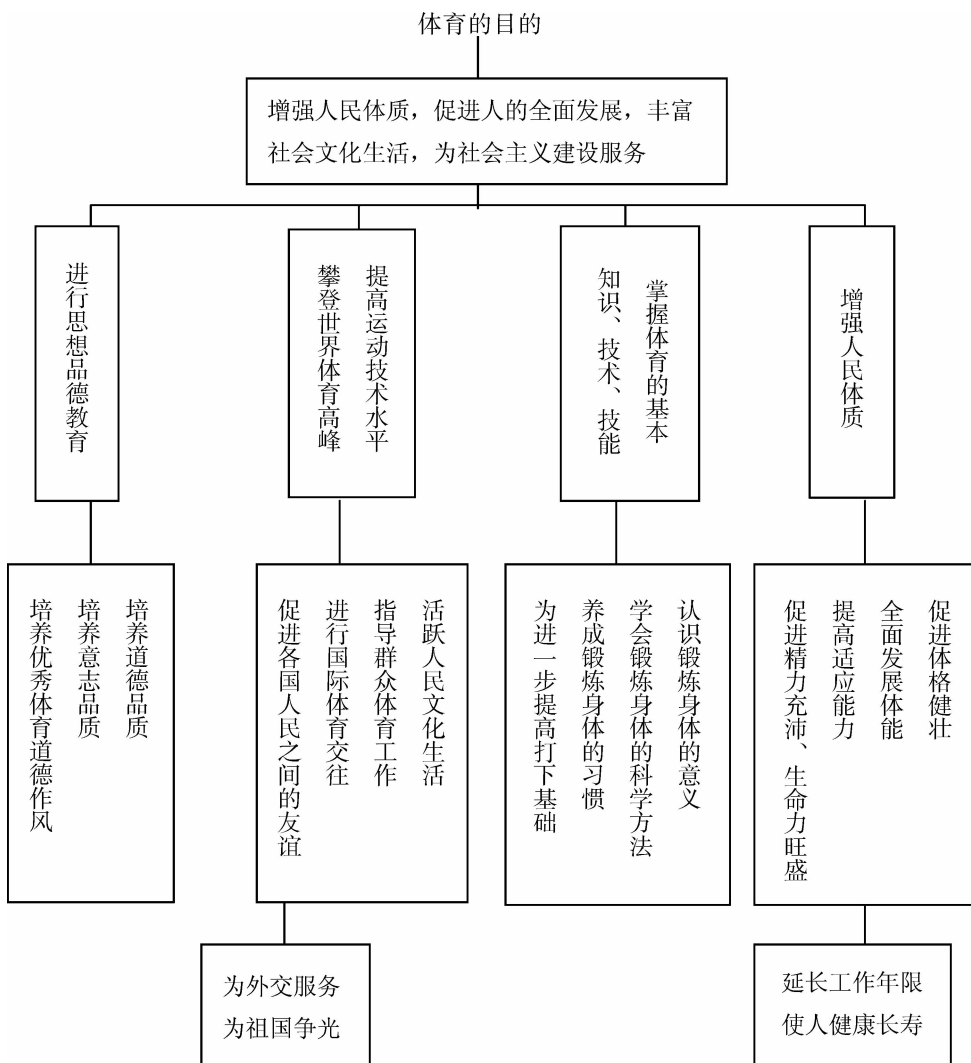 体育的目的
增强人民体质，促进人的全面发展，丰富
社会文化生活，为社会主义建设服务
进行思想品德教育
提高运动技术水平
攀登世界体育高峰
掌握体育的基本
知识、技术、技能
增强人民体质
培养道德品质
培养意志品质
培养优秀体育道德作风
活跃人民文化生活
指导群众体育工作
进行国际体育交往
促进各国人民之间的友谊
认识锻炼身体的意义
学会锻炼身体的科学方法
养成锻炼身体的习惯
为进一步提高打下基础
促进体格健壮
全面发展体能
提高适应能力
促进精力充沛、生命力旺盛
为外交服务
为祖国争光
延长工作年限
使人健康长寿